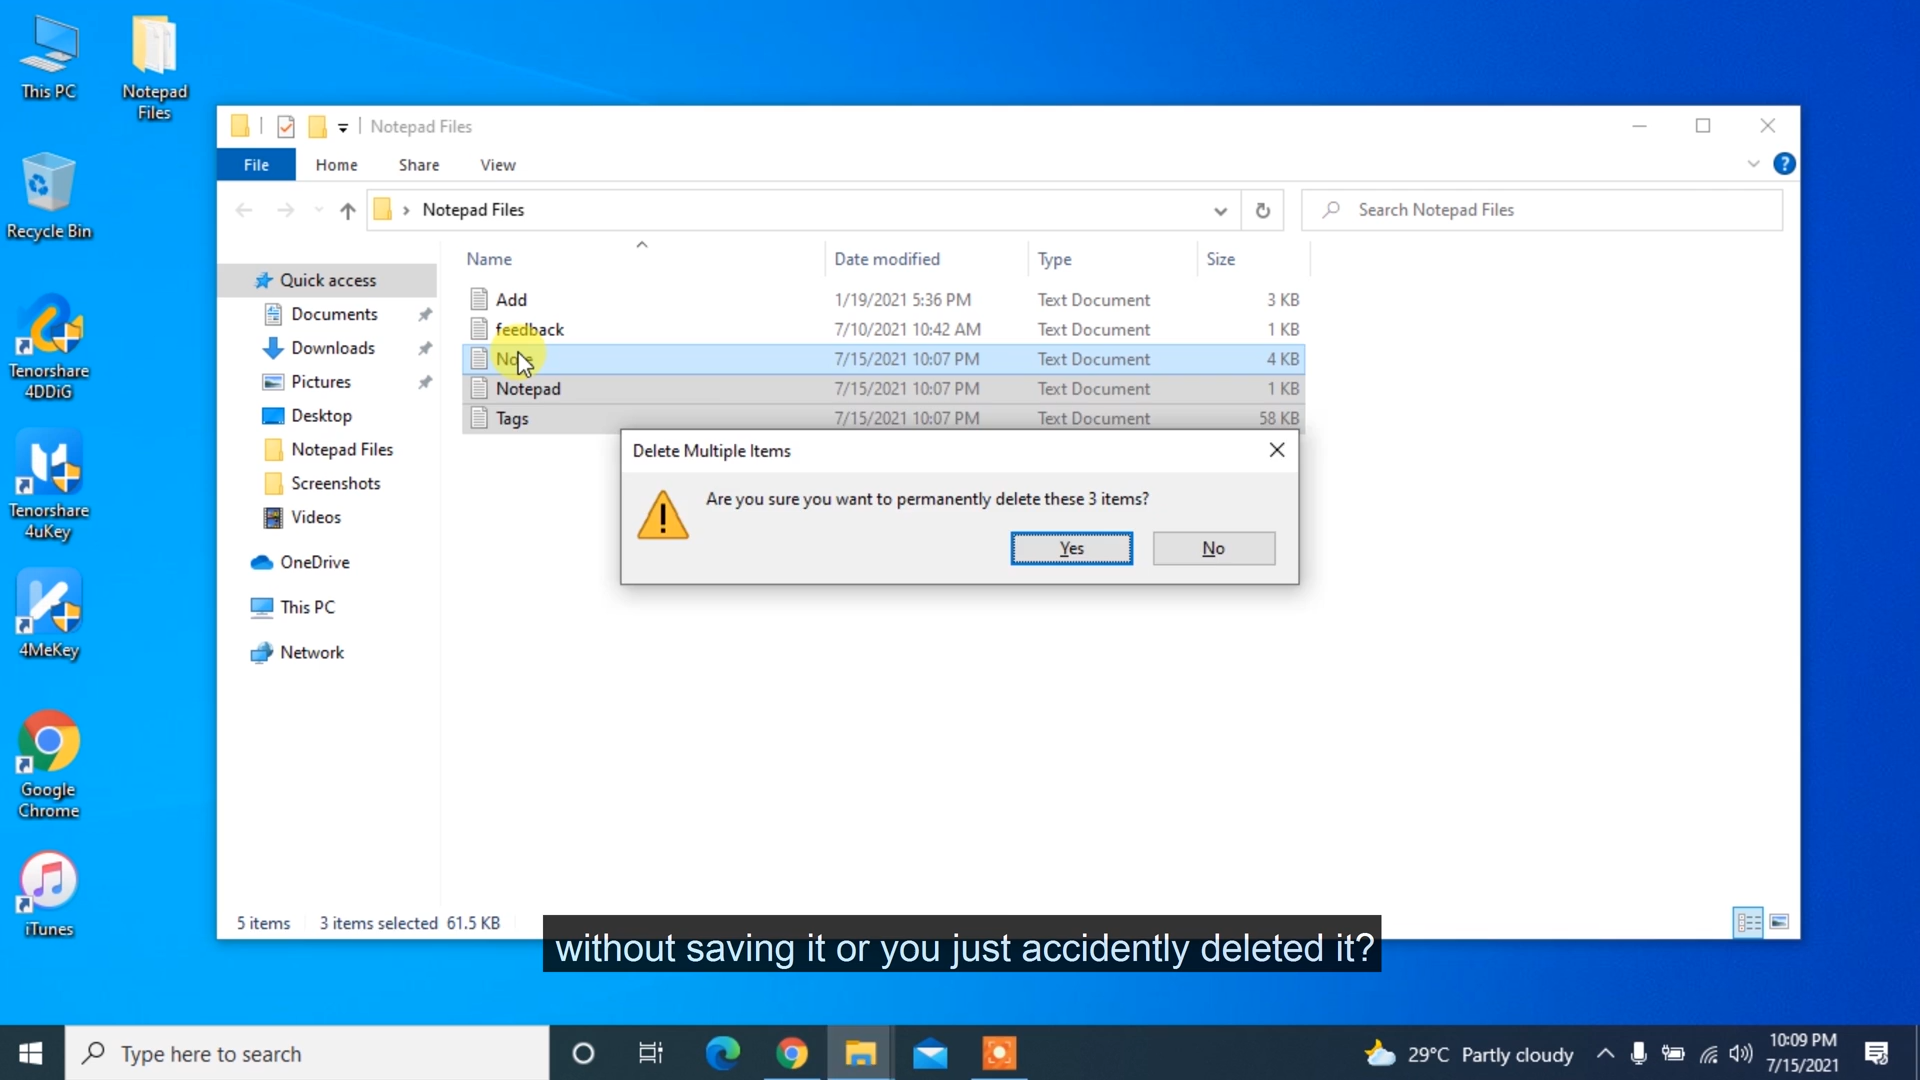 This PC
Notepad
Files
Recycle Bin
Tenorshare
4DDiG
Tenorshare
4uKey
4MeKey
Google
Chrome
iTunes
Notepad Files
File Home Share View
?
Notepad Files
Search Notepad Files
Name Date modified Type Size
Quick access
Documents
Downloads
Pictures
Desktop
Notepad Files
Screenshots
Videos
OneDrive
This PC
Network
Add 1/19/2021 5:36 PM Text Document 3 KB
feedback 7/10/2021 10:42 AM Text Document 1 KB
Note 7/15/2021 10:07 PM Text Document 4 KB
Notepad 7/15/2021 10:07 PM Text Document 1 KB
Tags 7/15/2021 10:07 PM Text Document 58 KB
Delete Multiple Items
Are you sure you want to permanently delete these 3 items?
Yes No
5 items 3 items selected 61.5 KB
without saving it or you just accidently deleted it?
Type here to search
29°C Partly cloudy
10:09 PM
7/15/2021